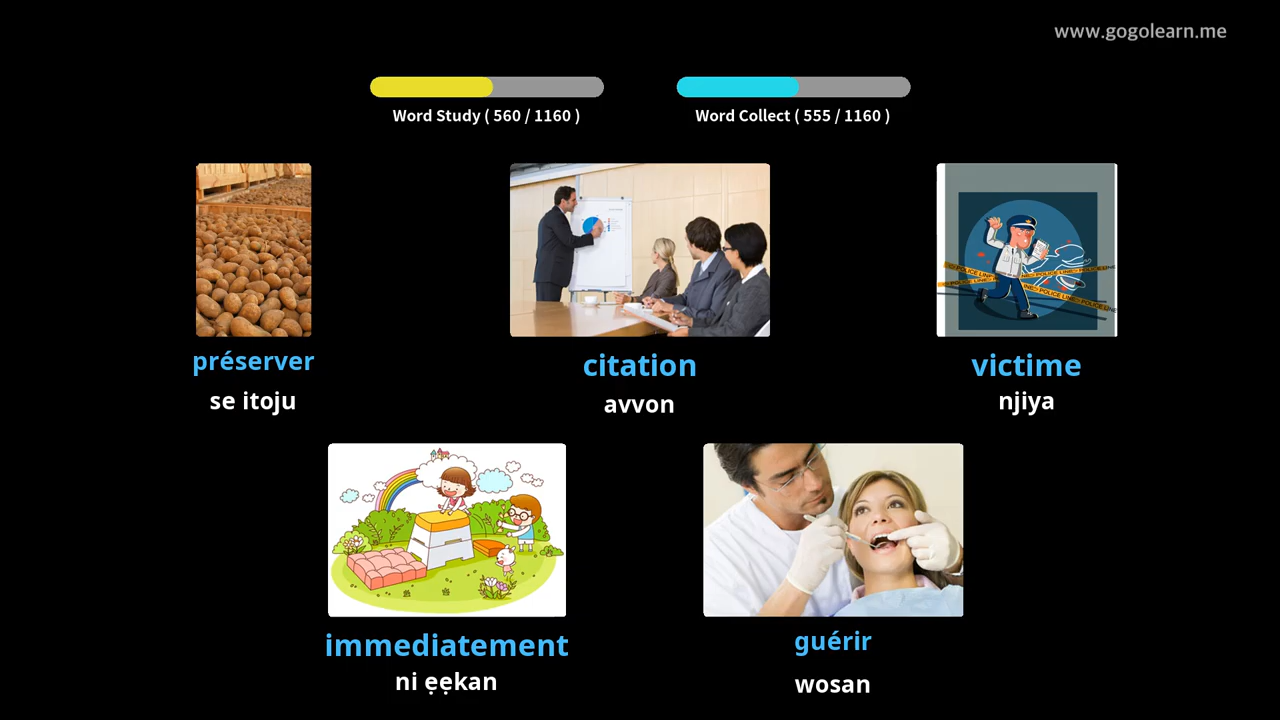 www.gogolearn.me
Word Study ( 560 / 1160 )
Word Collect ( 555 / 1160 )
préserver
se itoju
citation
avvon
victime
njiya
immediatement
ni ẹẹkan
guérir
wosan